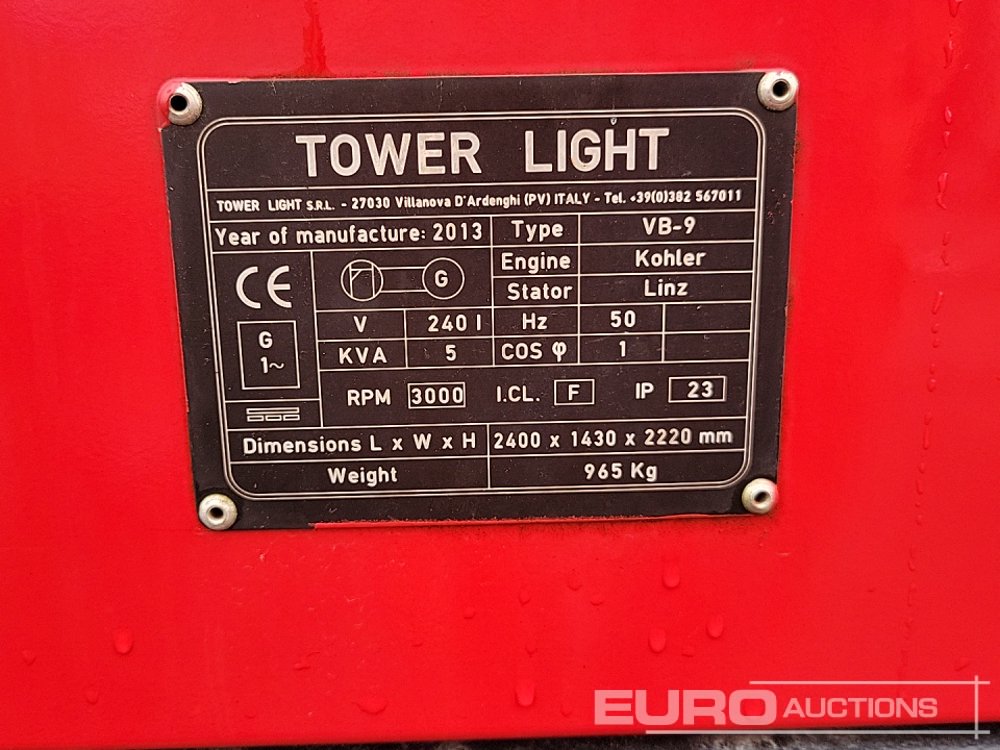 TOWER LIGHT
TOWER LIGHT S.R.L. - 27030 Villanova D'Ardenghi (PV) ITALY - Tel. +39(0)382 567011
Year of manufacture: 2013 Type VB-9
Engine Kohler
CE G Stator Linz
V 240 I Hz 50
G KVA 5 COS φ 1
1~
RPM 3000 I.CL. F IP 23
Dimensions L x W x H 2400 x 1430 x 2220 mm
Weight 965 Kg
EURO AUCTIONS